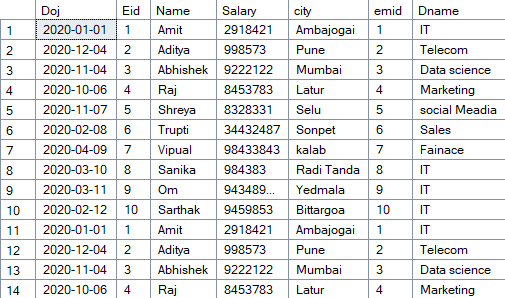 Doj Eid Name Salary city emid Dname
1 2020-01-01 1 Amit 2918421 Ambajogai 1 IT
2 2020-12-04 2 Aditya 998573 Pune 2 Telecom
3 2020-11-04 3 Abhishek 9222122 Mumbai 3 Data science
4 2020-10-06 4 Raj 8453783 Latur 4 Marketing
5 2020-11-07 5 Shreya 8328331 Selu 5 social Meadia
6 2020-02-08 6 Trupti 34432487 Sonpet 6 Sales
7 2020-04-09 7 Vipual 98433843 kalab 7 Fainace
8 2020-03-10 8 Sanika 984383 Radi Tanda 8 IT
9 2020-03-11 9 Om 943489... Yedmala 9 IT
10 2020-02-12 10 Sarthak 9459853 Bittargoa 10 IT
11 2020-01-01 1 Amit 2918421 Ambajogai 1 IT
12 2020-12-04 2 Aditya 998573 Pune 2 Telecom
13 2020-11-04 3 Abhishek 9222122 Mumbai 3 Data science
14 2020-10-06 4 Raj 8453783 Latur 4 Marketing